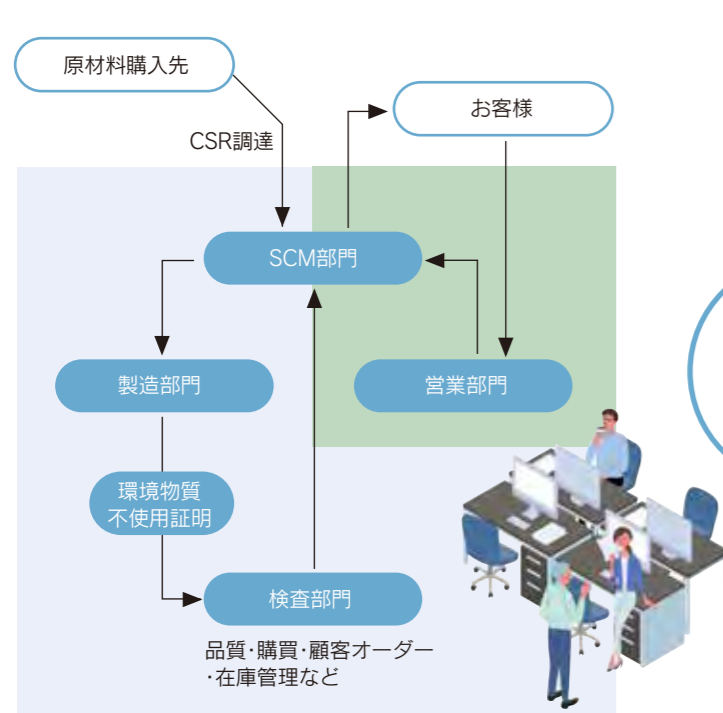 原材料購入先
お客様
CSR調達
SCM部門
製造部門
営業部門
環境物質
不使用証明
検査部門
品質・購買・顧客オーダー
・在庫管理など